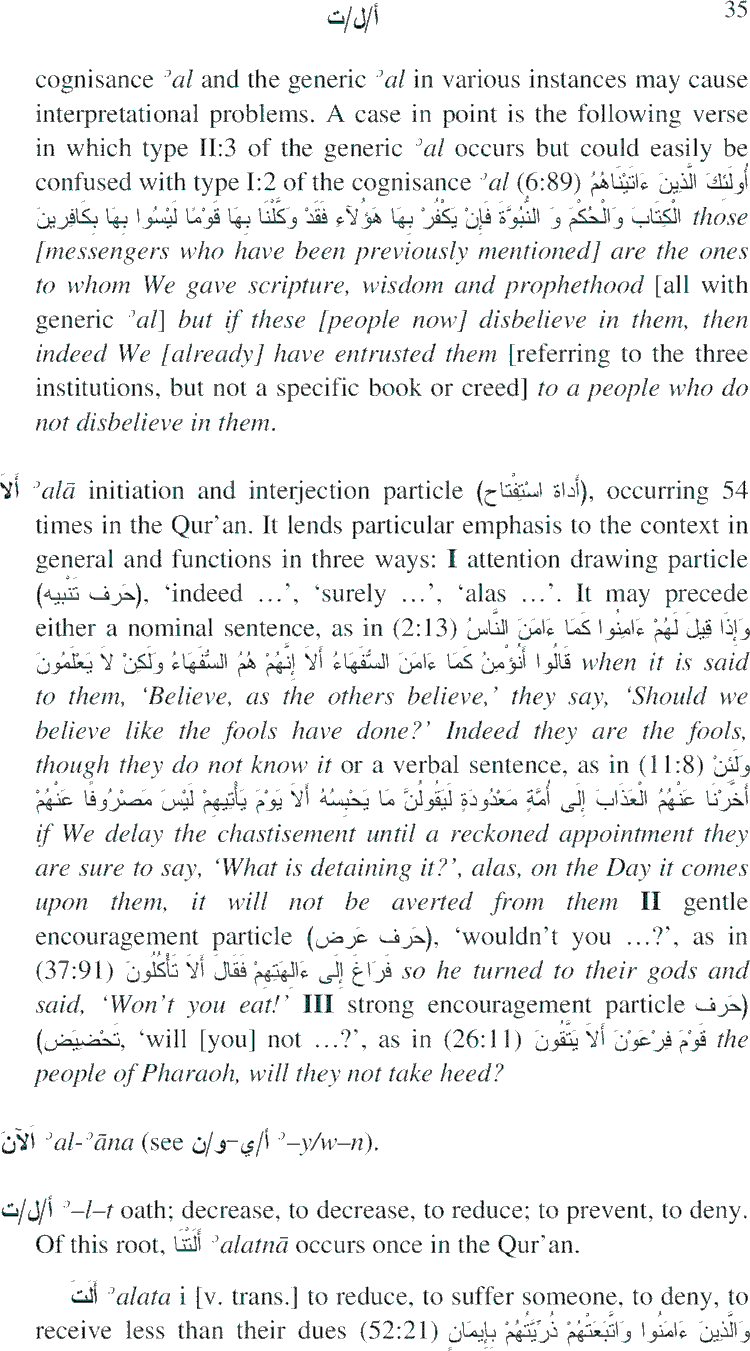 أ/ل/ت 35
cognisance ʾal and the generic ʾal in various instances may cause
interpretational problems. A case in point is the following verse
in which type II:3 of the generic ʾal occurs but could easily be
confused with type I:2 of the cognisance ʾal (6:89) أُولَئِكَ الَّذِينَ ءَاتَيْنَاهُمُ
الْكِتَابَ وَالْحُكْمَ وَ النُّبُوَّةَ فَإِنْ يَكْفُرْ بِهَا هَؤُلَاءِ فَقَدْ وَكَّلْنَا بِهَا قَوْمًا لَيْسُوا بِهَا بِكَافِرِينَ those
[messengers who have been previously mentioned] are the ones
to whom We gave scripture, wisdom and prophethood [all with
generic ʾal] but if these [people now] disbelieve in them, then
indeed We [already] have entrusted them [referring to the three
institutions, but not a specific book or creed] to a people who do
not disbelieve in them.
أَلَا ʾalā initiation and interjection particle (أَداة اسْتِفْتاح), occurring 54
times in the Qur’an. It lends particular emphasis to the context in
general and functions in three ways: I attention drawing particle
(حَرف تَنْبيه), ‘indeed …’, ‘surely …’, ‘alas …’. It may precede
either a nominal sentence, as in (2:13) وَإِذَا قِيلَ لَهُمْ ءَامِنُوا كَمَا ءَامَنَ النَّاسُ
قَالُوا أَنُؤْمِنُ كَمَا ءَامَنَ السُّفَهَاءُ أَلَا إِنَّهُمْ هُمُ السُّفَهَاءُ وَلَكِنْ لَا يَعْلَمُونَ when it is said
to them, ‘Believe, as the others believe,’ they say, ‘Should we
believe like the fools have done?’ Indeed they are the fools,
though they do not know it or a verbal sentence, as in (11:8) وَلَئِنْ
أَخَّرْنَا عَنْهُمُ الْعَذَابَ إِلَى أُمَّةٍ مَعْدُودَةٍ لَيَقُولُنَّ مَا يَحْبِسُهُ أَلَا يَوْمَ يَأْتِيهِمْ لَيْسَ مَصْرُوفًا عَنْهُمْ
if We delay the chastisement until a reckoned appointment they
are sure to say, ‘What is detaining it?’, alas, on the Day it comes
upon them, it will not be averted from them II gentle
encouragement particle (حَرف عَرض), ‘wouldn’t you …?’, as in
(37:91) فَرَاغَ إِلَى ءَالِهَتِهِمْ فَقَالَ أَلَا تَأْكُلُونَ so he turned to their gods and
said, ‘Won’t you eat!’ III strong encouragement particle حَرف)
(تَحْضيض, ‘will [you] not …?’, as in (26:11) قَوْمَ فِرْعَوْنَ أَلَا يَتَّقُونَ the
people of Pharaoh, will they not take heed?
اَلآنَ ʾal-ʾāna (see أ/ي–و/ن ʾ–y/w–n).
أ/ل/ت ʾ–l–t oath; decrease, to decrease, to reduce; to prevent, to deny.
Of this root, أَلَتْنَا ʾalatnā occurs once in the Qur’an.
أَلَتَ ʾalata i [v. trans.] to reduce, to suffer someone, to deny, to
receive less than their dues (52:21) وَالَّذِينَ ءَامَنُوا وَاتَّبَعَتْهُمْ ذُرِّيَّتُهُمْ بِإِيمَانٍ